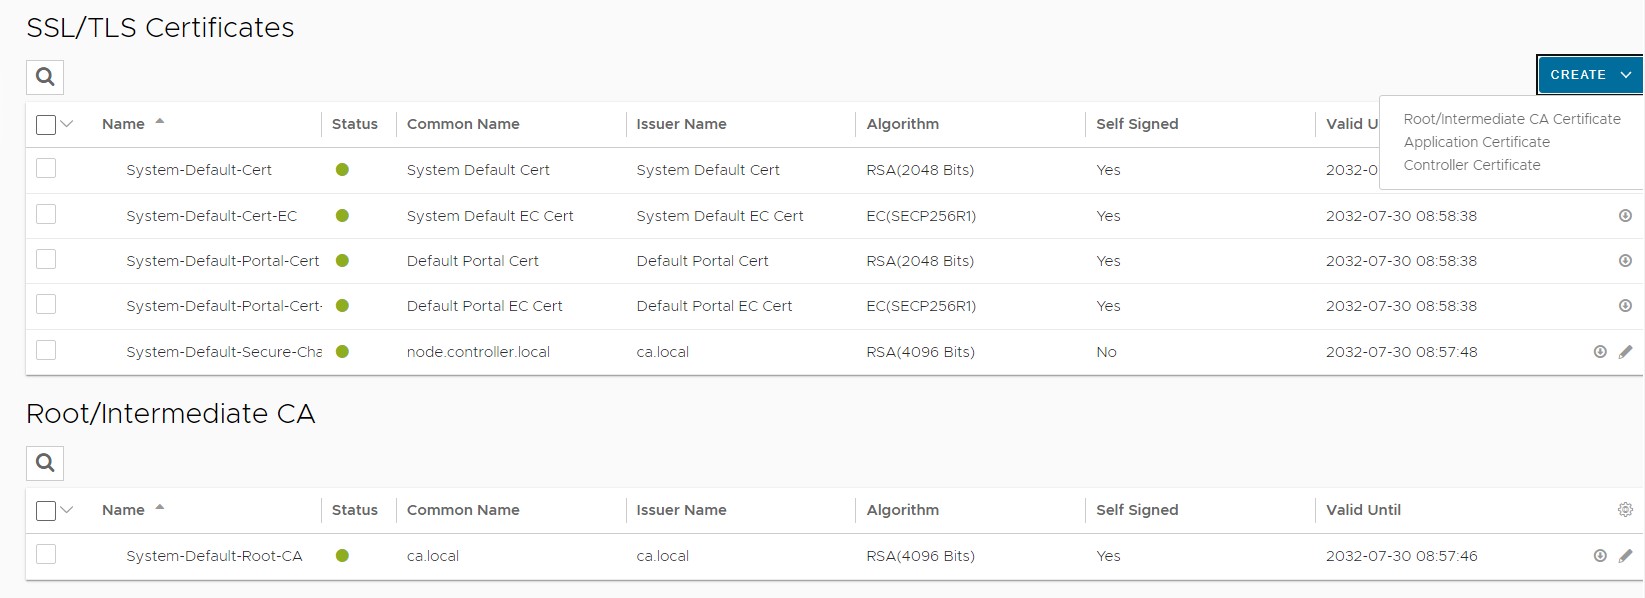 SSL/TLS Certificates
CREATE
Name Status Common Name Issuer Name Algorithm Self Signed Valid U
Root/Intermediate CA Certificate
Application Certificate
Controller Certificate
System-Default-Cert System Default Cert System Default Cert RSA(2048 Bits) Yes 2032-0
System-Default-Cert-EC System Default EC Cert System Default EC Cert EC(SECP256R1) Yes 2032-07-30 08:58:38
System-Default-Portal-Cert Default Portal Cert Default Portal Cert RSA(2048 Bits) Yes 2032-07-30 08:58:38
System-Default-Portal-Cert- Default Portal EC Cert Default Portal EC Cert EC(SECP256R1) Yes 2032-07-30 08:58:38
System-Default-Secure-Cha node.controller.local ca.local RSA(4096 Bits) No 2032-07-30 08:57:48
Root/Intermediate CA
Name Status Common Name Issuer Name Algorithm Self Signed Valid Until
System-Default-Root-CA ca.local ca.local RSA(4096 Bits) Yes 2032-07-30 08:57:46